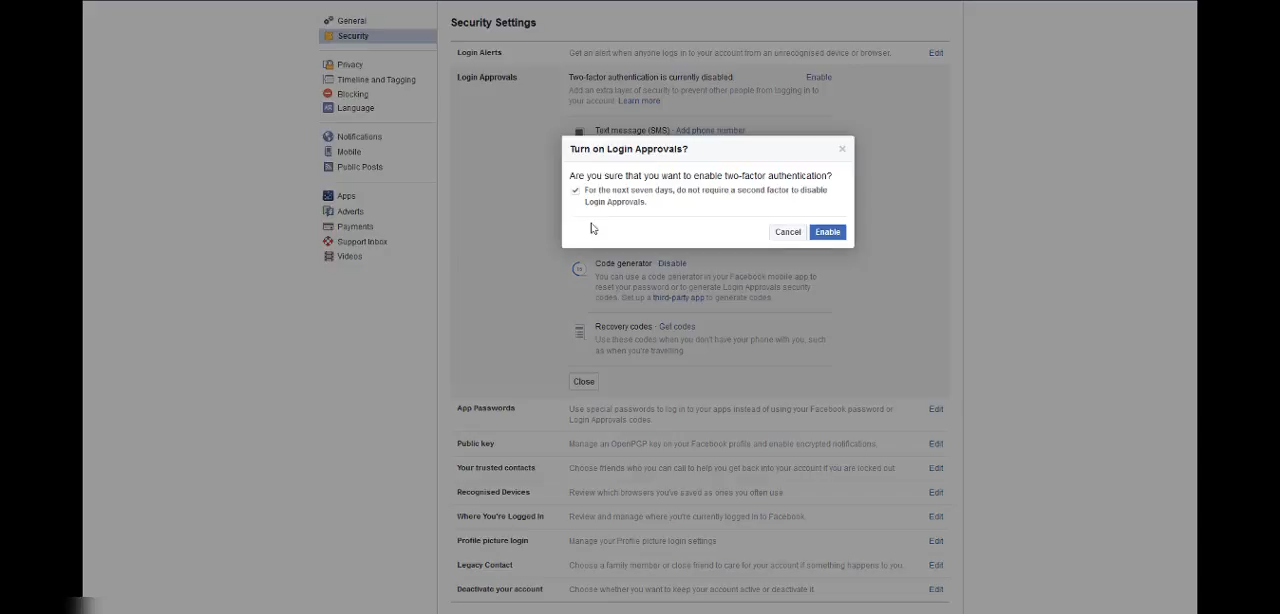 General
Security
Privacy
Timeline and Tagging
Blocking
Language
Notifications
Mobile
Public Posts
Apps
Adverts
Payments
Support Inbox
Videos
Security Settings
Login Alerts Get an alert when anyone logs in to your account from an unrecognised device or browser. Edit
Login Approvals Two-factor authentication is currently disabled. Enable
Add an extra layer of security to prevent other people from logging in to
your account. Learn more
Text message (SMS) · Add phone number
Turn on Login Approvals?
Are you sure that you want to enable two-factor authentication?
For the next seven days, do not require a second factor to disable
Login Approvals.
Cancel Enable
Code generator · Disable
You can use a code generator in your Facebook mobile app to
reset your password or to generate Login Approvals security
codes. Set up a third-party app to generate codes.
Recovery codes · Get codes
Use these codes when you don't have your phone with you, such
as when you're travelling
Close
App Passwords Use special passwords to log in to your apps instead of using your Facebook password or Edit
Login Approvals codes.
Public key Manage an OpenPGP key on your Facebook profile and enable encrypted notifications. Edit
Your trusted contacts Choose friends who you can call to help you get back into your account if you are locked out Edit
Recognised Devices Review which browsers you've saved as ones you often use Edit
Where You're Logged In Review and manage where you're currently logged in to Facebook. Edit
Profile picture login Manage your Profile picture login settings Edit
Legacy Contact Choose a family member or close friend to care for your account if something happens to you. Edit
Deactivate your account Choose whether you want to keep your account active or deactivate it. Edit